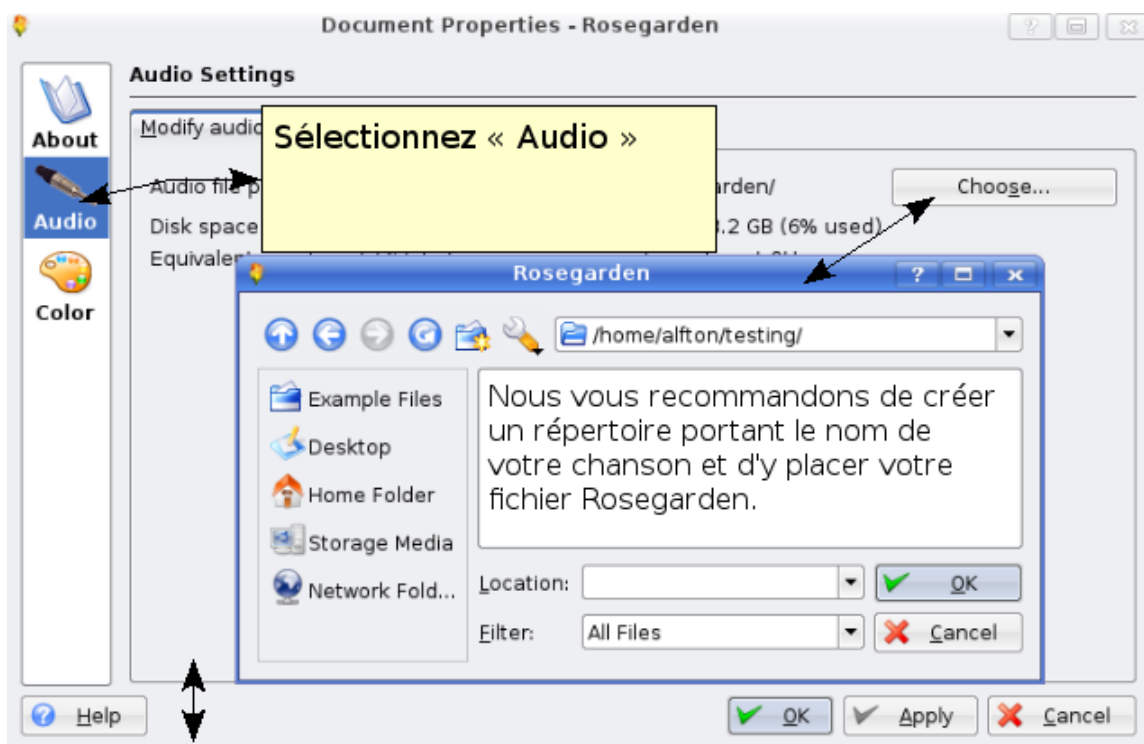 Document Properties - Rosegarden
Audio Settings
About
Audio
Color
Modify audio
Sélectionnez « Audio »
Audio file p
arden/
Choose...
Disk space
.2 GB (6% used)
Rosegarden
/home/alfton/testing/
Example Files
Desktop
Home Folder
Storage Media
Network Fold...
Nous vous recommandons de créer
un répertoire portant le nom de
votre chanson et d'y placer votre
fichier Rosegarden.
Location:
OK
Filter:
All Files
Cancel
Help
OK
Apply
Cancel